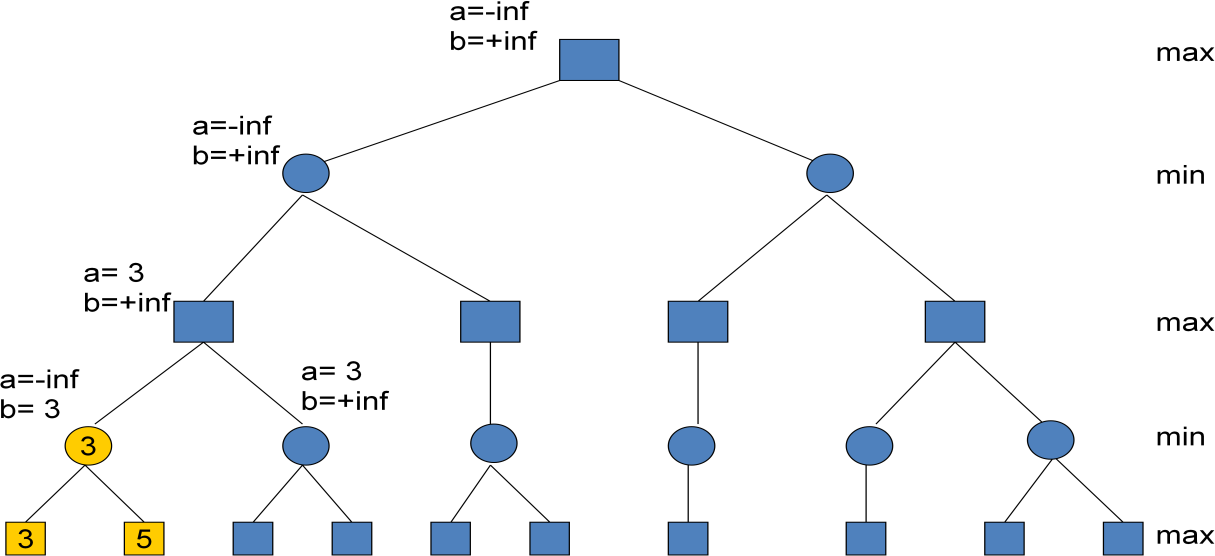 a=-inf
b=+inf
max
a=-inf
b=+inf
min
a= 3
b=+inf
max
a=-inf
b= 3
a= 3
b=+inf
3
min
3
5
max